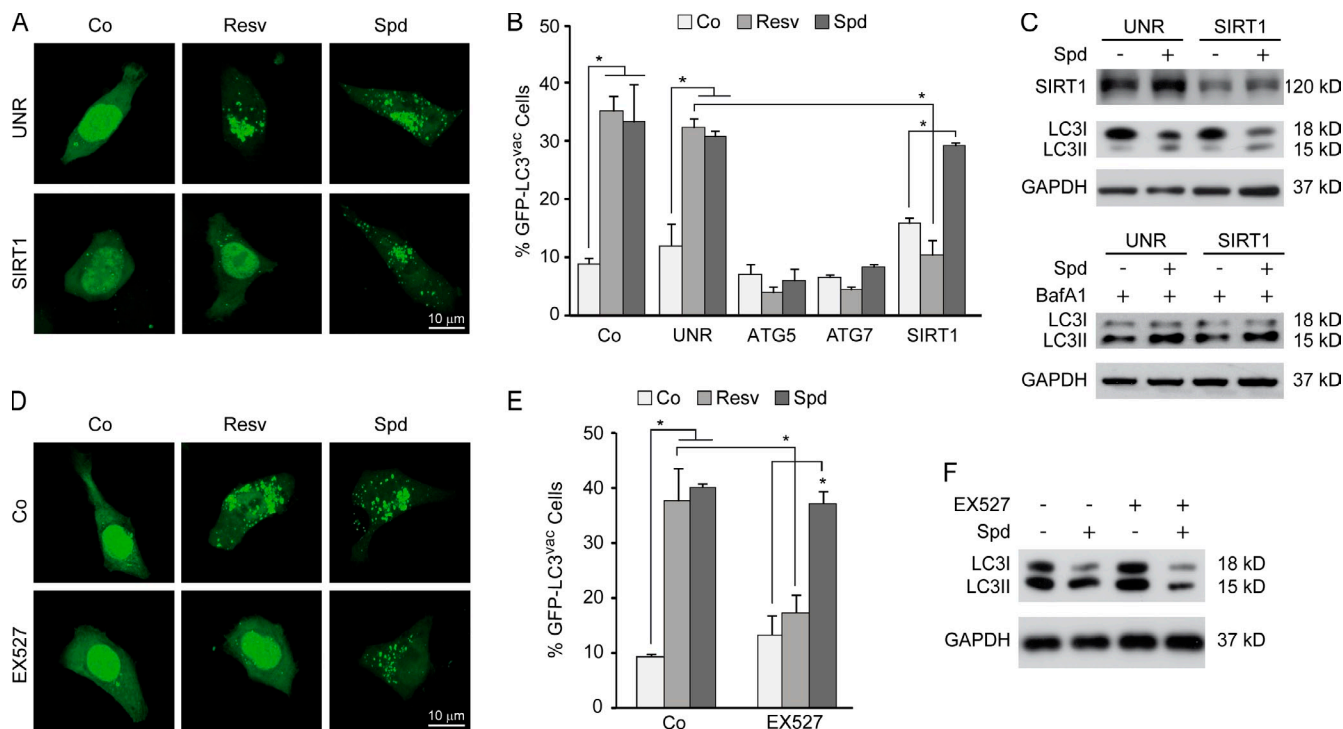 A
Co Resv Spd
UNR
SIRT1
10 μm
B
Co Resv Spd
% GFP-LC3vac Cells
50
40
30
20
10
0
* * * *
Co UNR ATG5 ATG7 SIRT1
C
UNR SIRT1
Spd - + - +
SIRT1 120 kD
LC3I 18 kD
LC3II 15 kD
GAPDH 37 kD
UNR SIRT1
Spd - + - +
BafA1 + + + +
LC3I 18 kD
LC3II 15 kD
GAPDH 37 kD
D
Co Resv Spd
Co
EX527
10 μm
E
Co Resv Spd
% GFP-LC3vac Cells
50
40
30
20
10
0
* * *
Co EX527
F
EX527 - - + +
Spd - + - +
LC3I 18 kD
LC3II 15 kD
GAPDH 37 kD